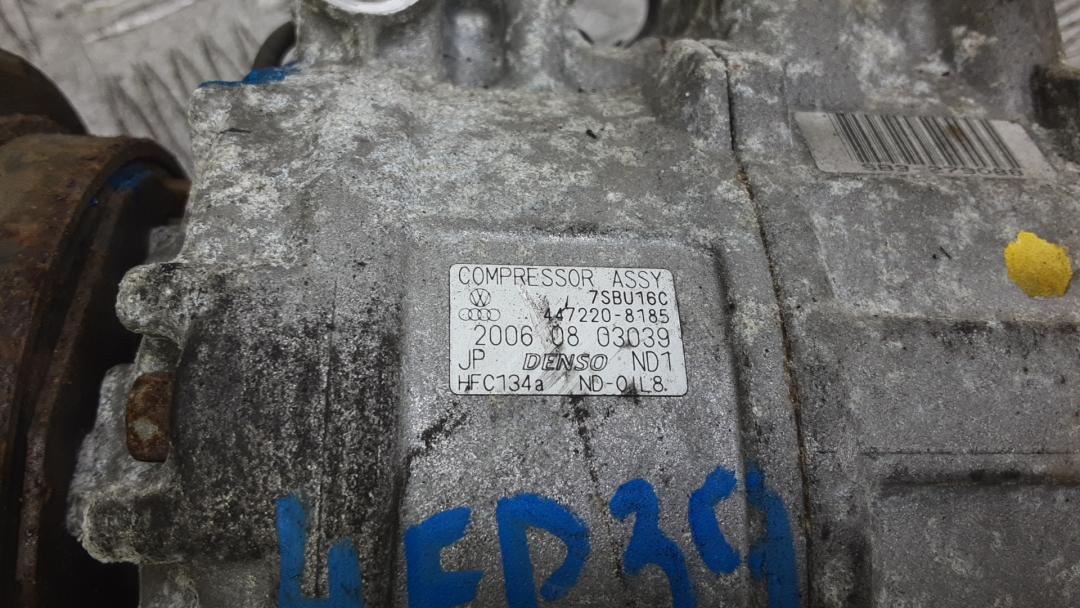 COMPRESSOR ASSY
7SBU16C
447220-8185
2006 08 03039
JP DENSO ND1
HFC134a ND-OIL8